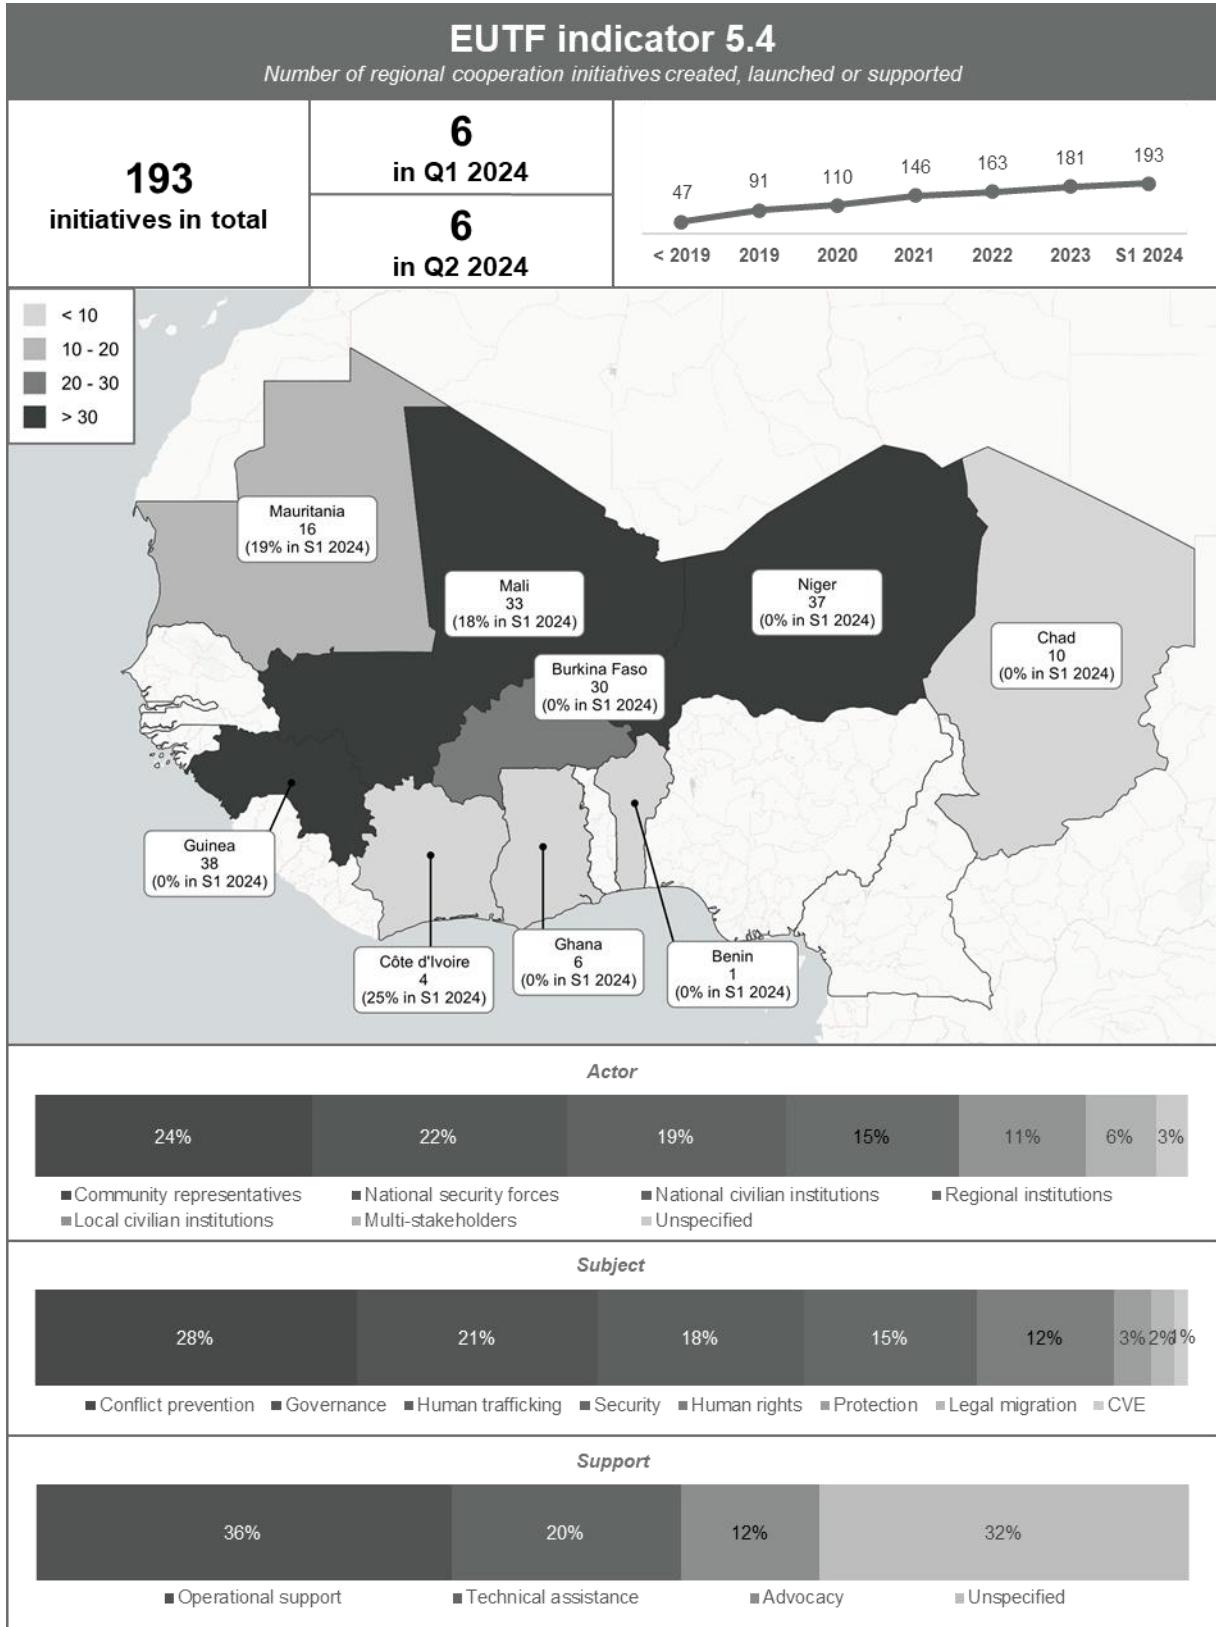 EUTF indicator 5.4
Number of regional cooperation initiatives created, launched or supported
193
initiatives in total
6
in Q1 2024
6
in Q2 2024
47
91
110
146
163
181
193
< 2019
2019
2020
2021
2022
2023
S1 2024
< 10
10 - 20
20 - 30
> 30
Mauritania
16
(19% in S1 2024)
Mali
33
(18% in S1 2024)
Niger
37
(0% in S1 2024)
Chad
10
(0% in S1 2024)
Burkina Faso
30
(0% in S1 2024)
Guinea
38
(0% in S1 2024)
Côte d'Ivoire
4
(25% in S1 2024)
Ghana
6
(0% in S1 2024)
Benin
1
(0% in S1 2024)
Actor
24% 22% 19% 15% 11% 6% 3%
Community representatives National security forces National civilian institutions Regional institutions
Local civilian institutions Multi-stakeholders Unspecified
Subject
28% 21% 18% 15% 12% 3% 2% 1%
Conflict prevention Governance Human trafficking Security Human rights Protection Legal migration CVE
Support
36% 20% 12% 32%
Operational support Technical assistance Advocacy Unspecified